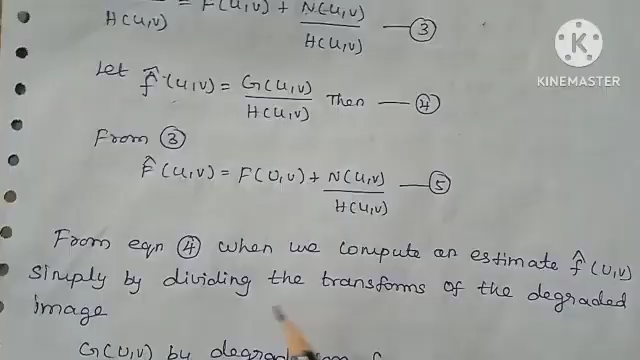 H(U,V) = F(U,V) + N(U,V)/H(U,V) — ③
KINEMASTER
Let F̂(U,V) = G(U,V)/H(U,V) Then — ④
From ③
F̂(U,V) = F(U,V) + N(U,V)/H(U,V) — ⑤
From eqn ④ when we compute an estimate f̂(U,V)
simply by dividing the transforms of the degraded
image
G(U,V) by